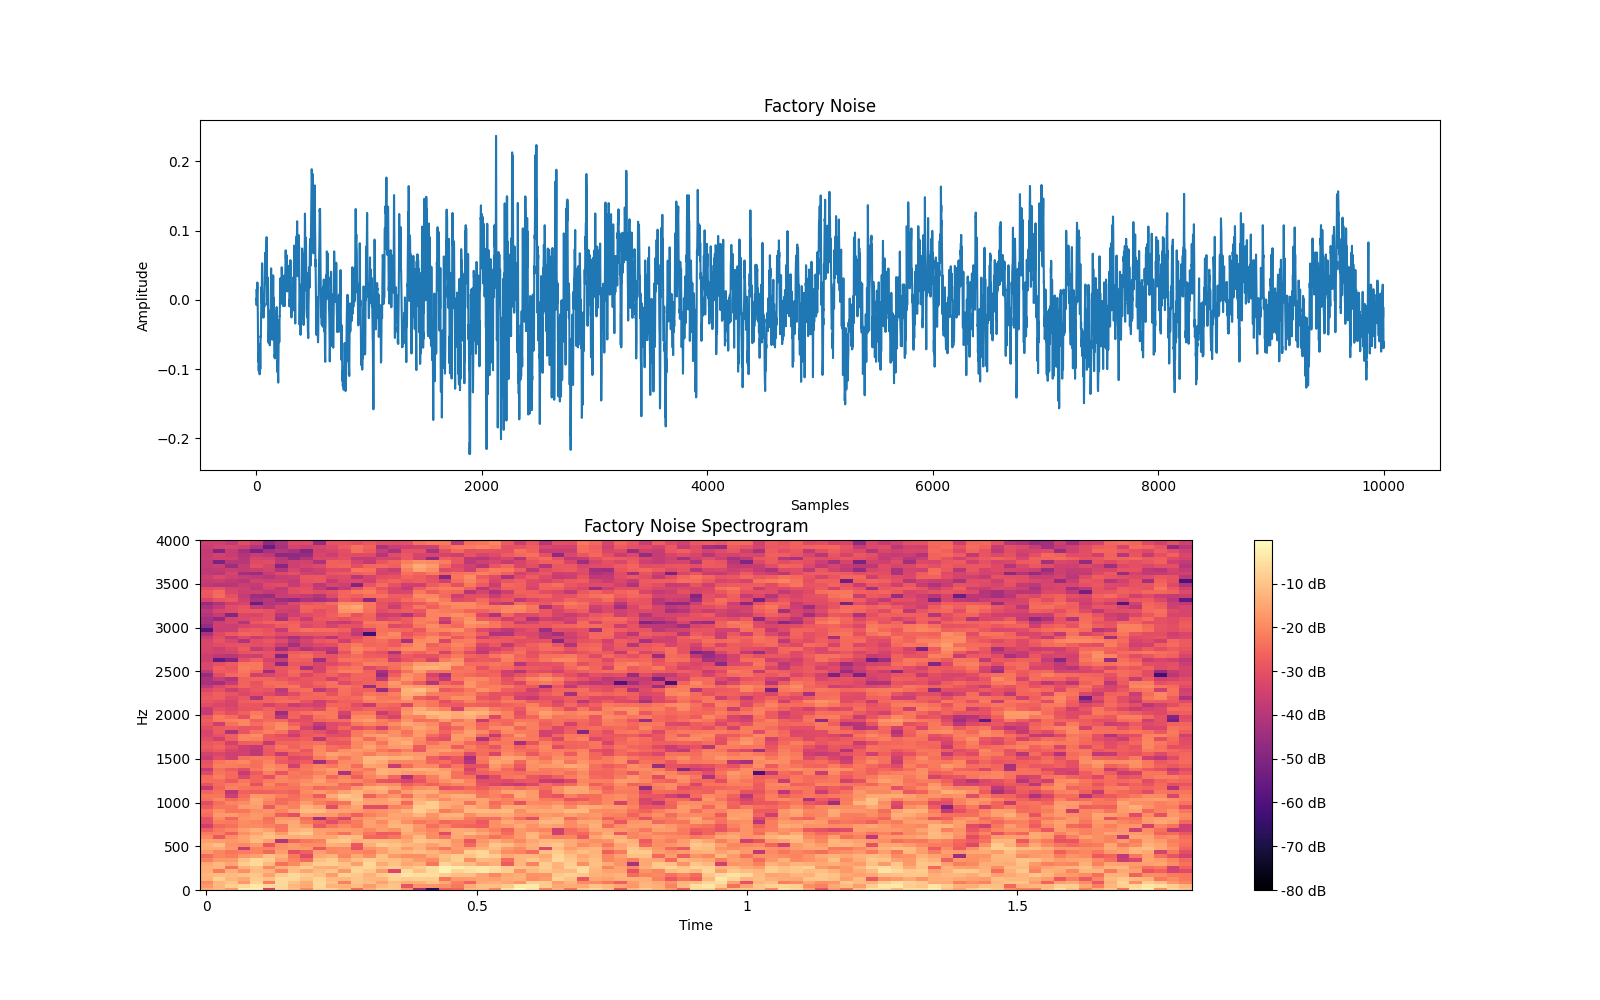 Factory Noise
0.2
0.1
0.0
−0.1
−0.2
Amplitude
0 2000 4000 6000 8000 10000
Samples
Factory Noise Spectrogram
4000
3500
3000
2500
2000
1500
1000
500
0
Hz
0 0.5 1 1.5
Time
-10 dB
-20 dB
-30 dB
-40 dB
-50 dB
-60 dB
-70 dB
-80 dB